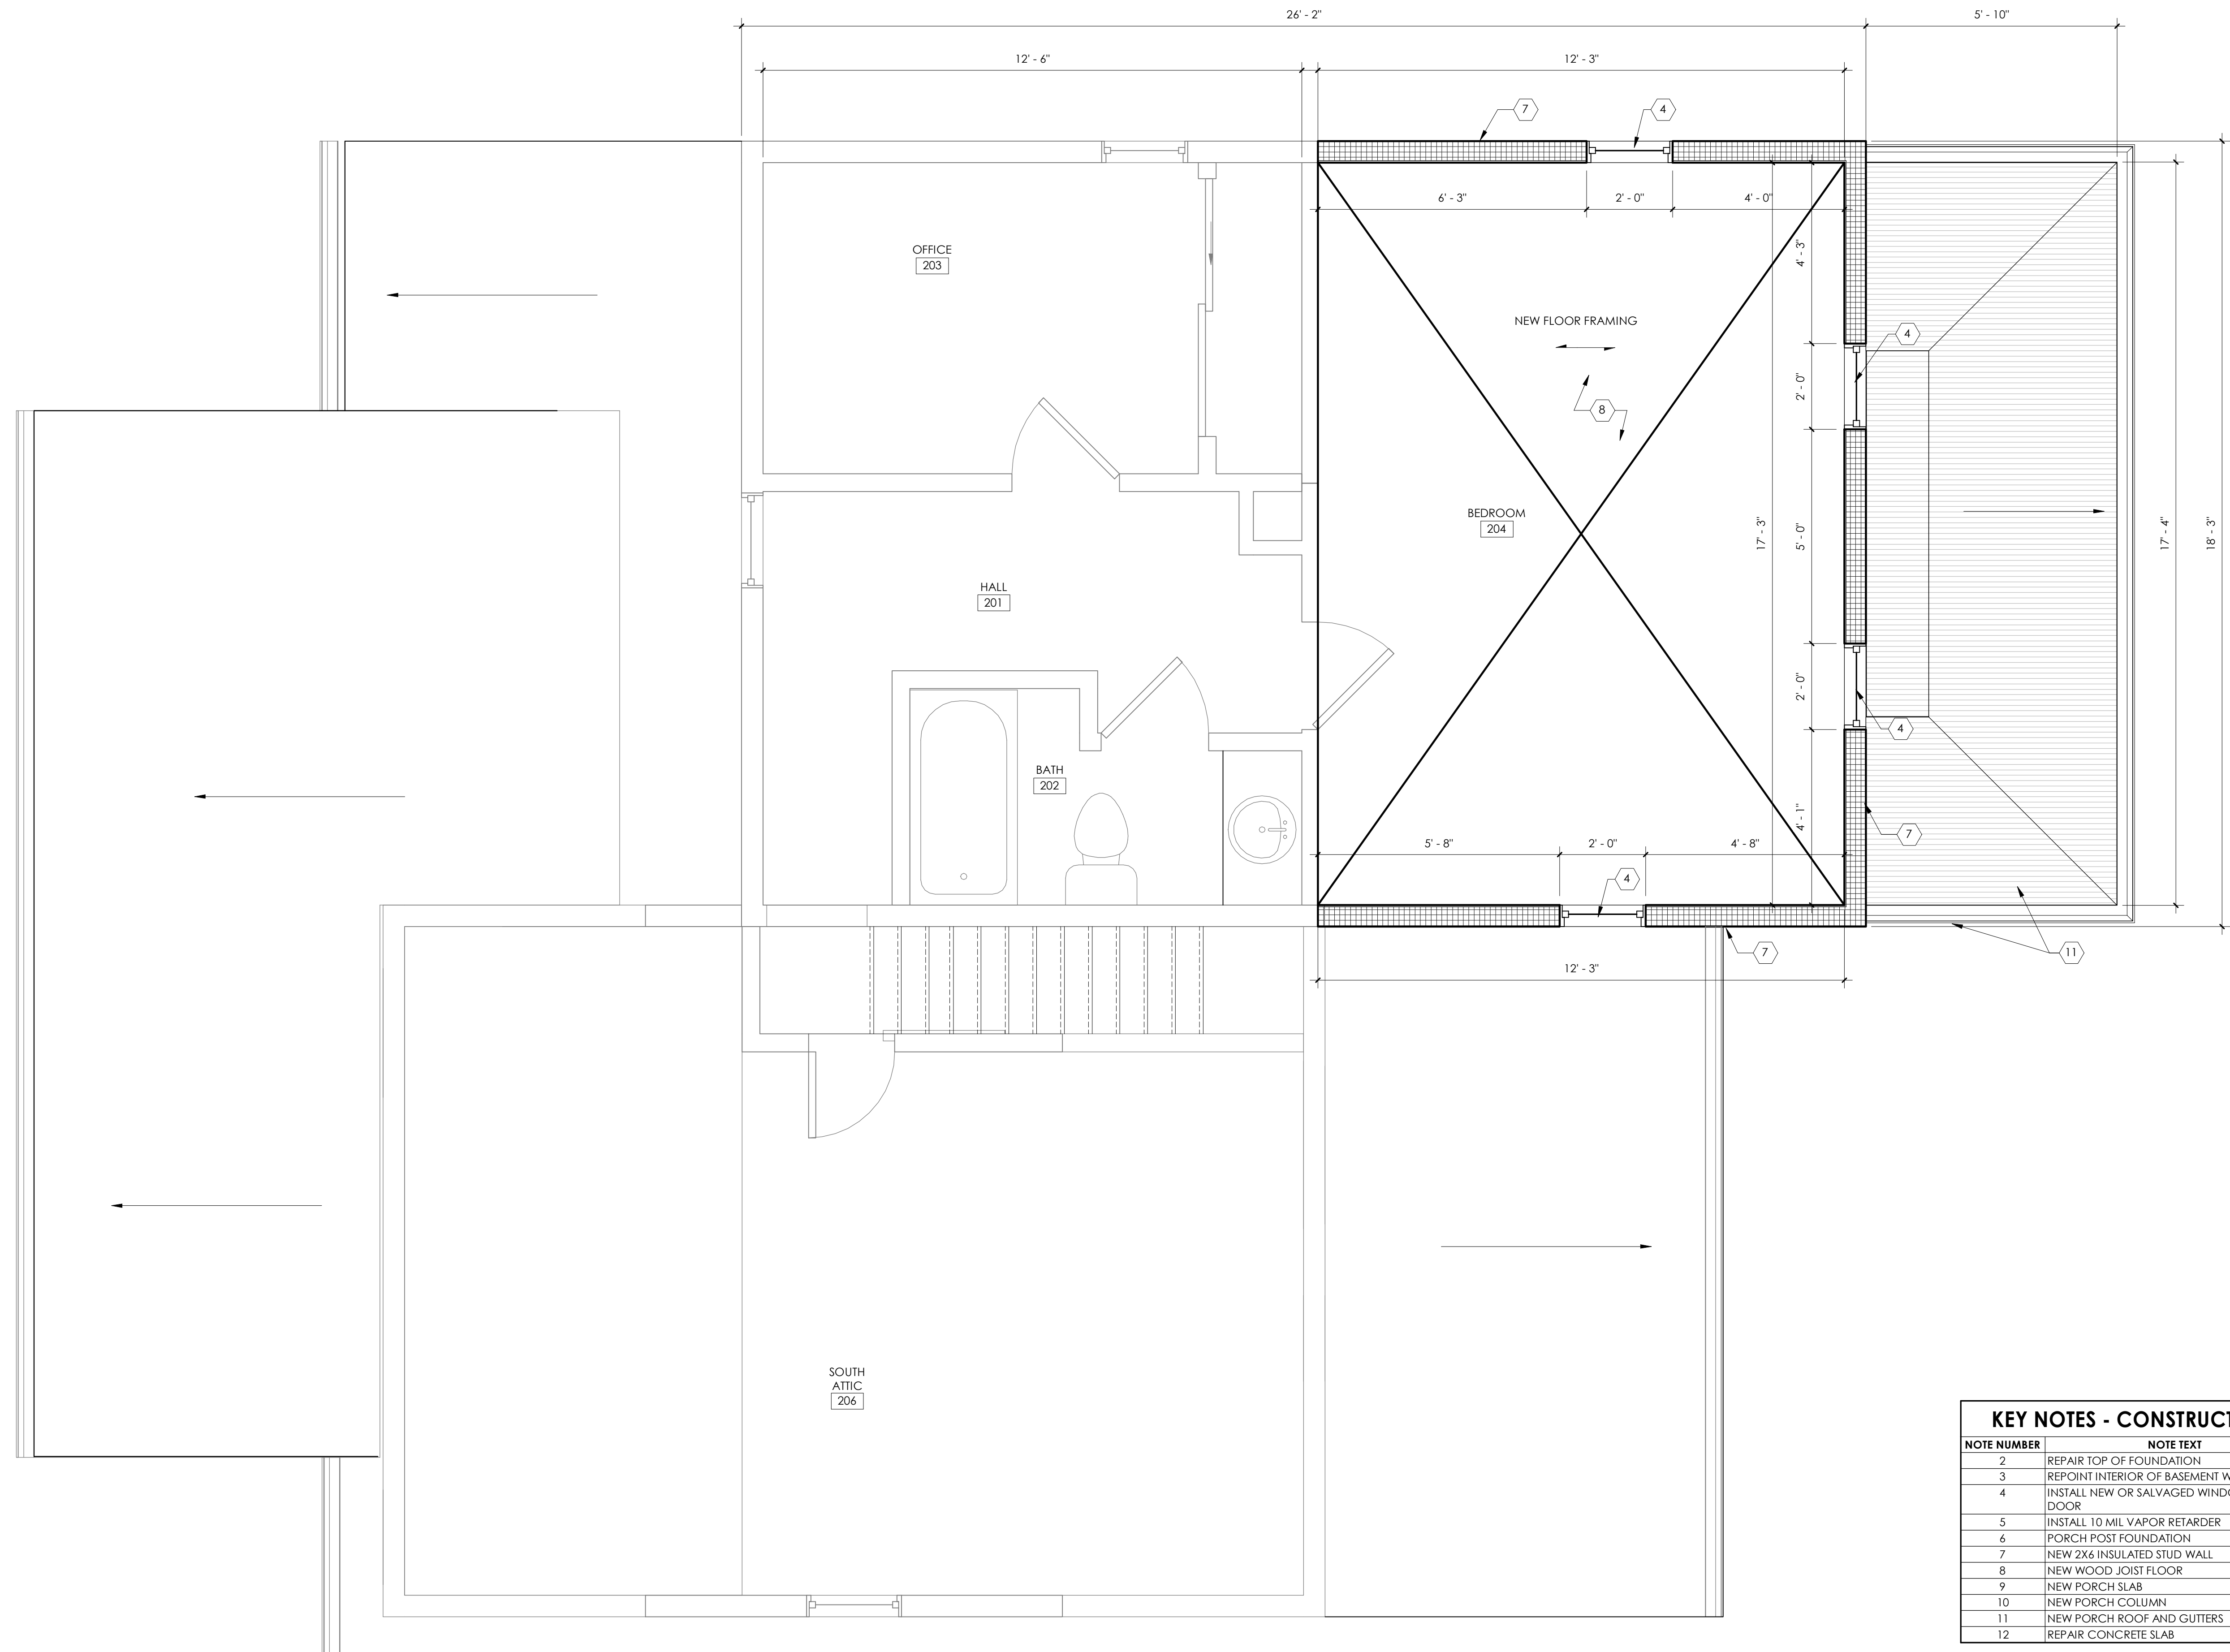 26' - 2"
5' - 10"
12' - 6"
12' - 3"
7
4
6' - 3"
2' - 0"
4' - 0"
OFFICE
203
4' - 3"
NEW FLOOR FRAMING
4
2' - 0"
8
BEDROOM
204
17' - 3"
5' - 0"
17' - 4"
18' - 3"
HALL
201
2' - 0"
4
BATH
202
4' - 1"
7
5' - 8"
2' - 0"
4' - 8"
4
7
11
12' - 3"
SOUTH
ATTIC
206
KEY NOTES - CONSTRUCT
NOTE NUMBER NOTE TEXT
2 REPAIR TOP OF FOUNDATION
3 REPOINT INTERIOR OF BASEMENT W
4 INSTALL NEW OR SALVAGED WINDO
DOOR
5 INSTALL 10 MIL VAPOR RETARDER
6 PORCH POST FOUNDATION
7 NEW 2X6 INSULATED STUD WALL
8 NEW WOOD JOIST FLOOR
9 NEW PORCH SLAB
10 NEW PORCH COLUMN
11 NEW PORCH ROOF AND GUTTERS
12 REPAIR CONCRETE SLAB